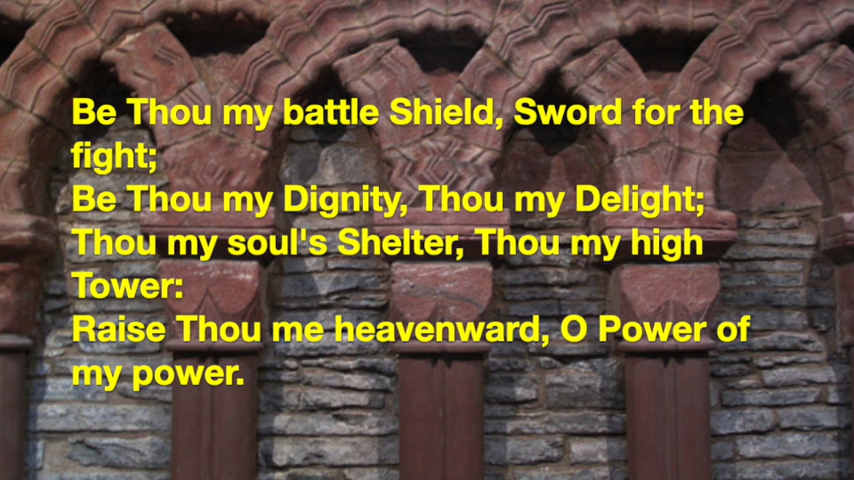 Be Thou my battle Shield, Sword for the
fight;
Be Thou my Dignity, Thou my Delight;
Thou my soul's Shelter, Thou my high
Tower:
Raise Thou me heavenward, O Power of
my power.